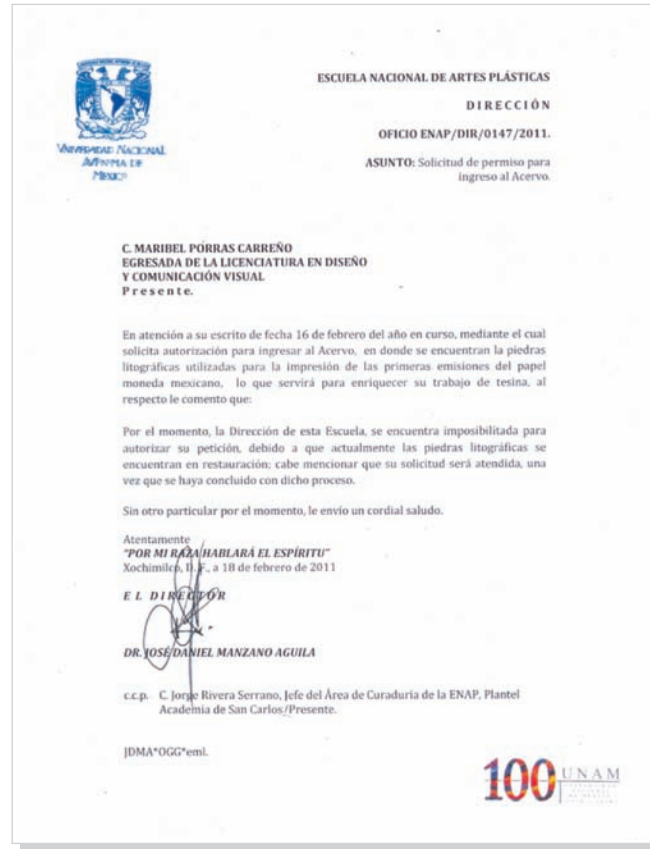 ESCUELA NACIONAL DE ARTES PLÁSTICAS
DIRECCIÓN
OFICIO ENAP/DIR/0147/2011.
ASUNTO: Solicitud de permiso para
ingreso al Acervo.
VNIVERSIDAD NACIONAL
AVTNMA DE
MEXICO
C. MARIBEL PORRAS CARREÑO
EGRESADA DE LA LICENCIATURA EN DISEÑO
Y COMUNICACIÓN VISUAL
Presente.
En atención a su escrito de fecha 16 de febrero del año en curso, mediante el cual
solicita autorización para ingresar al Acervo, en donde se encuentran la piedras
litográficas utilizadas para la impresión de las primeras emisiones del papel
moneda mexicano, lo que servirá para enriquecer su trabajo de tesina, al
respecto le comento que:
Por el momento, la Dirección de esta Escuela, se encuentra imposibilitada para
autorizar su petición, debido a que actualmente las piedras litográficas se
encuentran en restauración; cabe mencionar que su solicitud será atendida, una
vez que se haya concluido con dicho proceso.
Sin otro particular por el momento, le envío un cordial saludo.
Atentamente
"POR MI RAZA HABLARÁ EL ESPÍRITU"
Xochimilco, D. F., a 18 de febrero de 2011
EL DIRECTOR
DR. JOSÉ DANIEL MANZANO AGUILA
c.c.p. C. Jorge Rivera Serrano, Jefe del Área de Curaduría de la ENAP, Plantel
Academia de San Carlos/Presente.
JDMA*OGG*eml.
100 UNAM